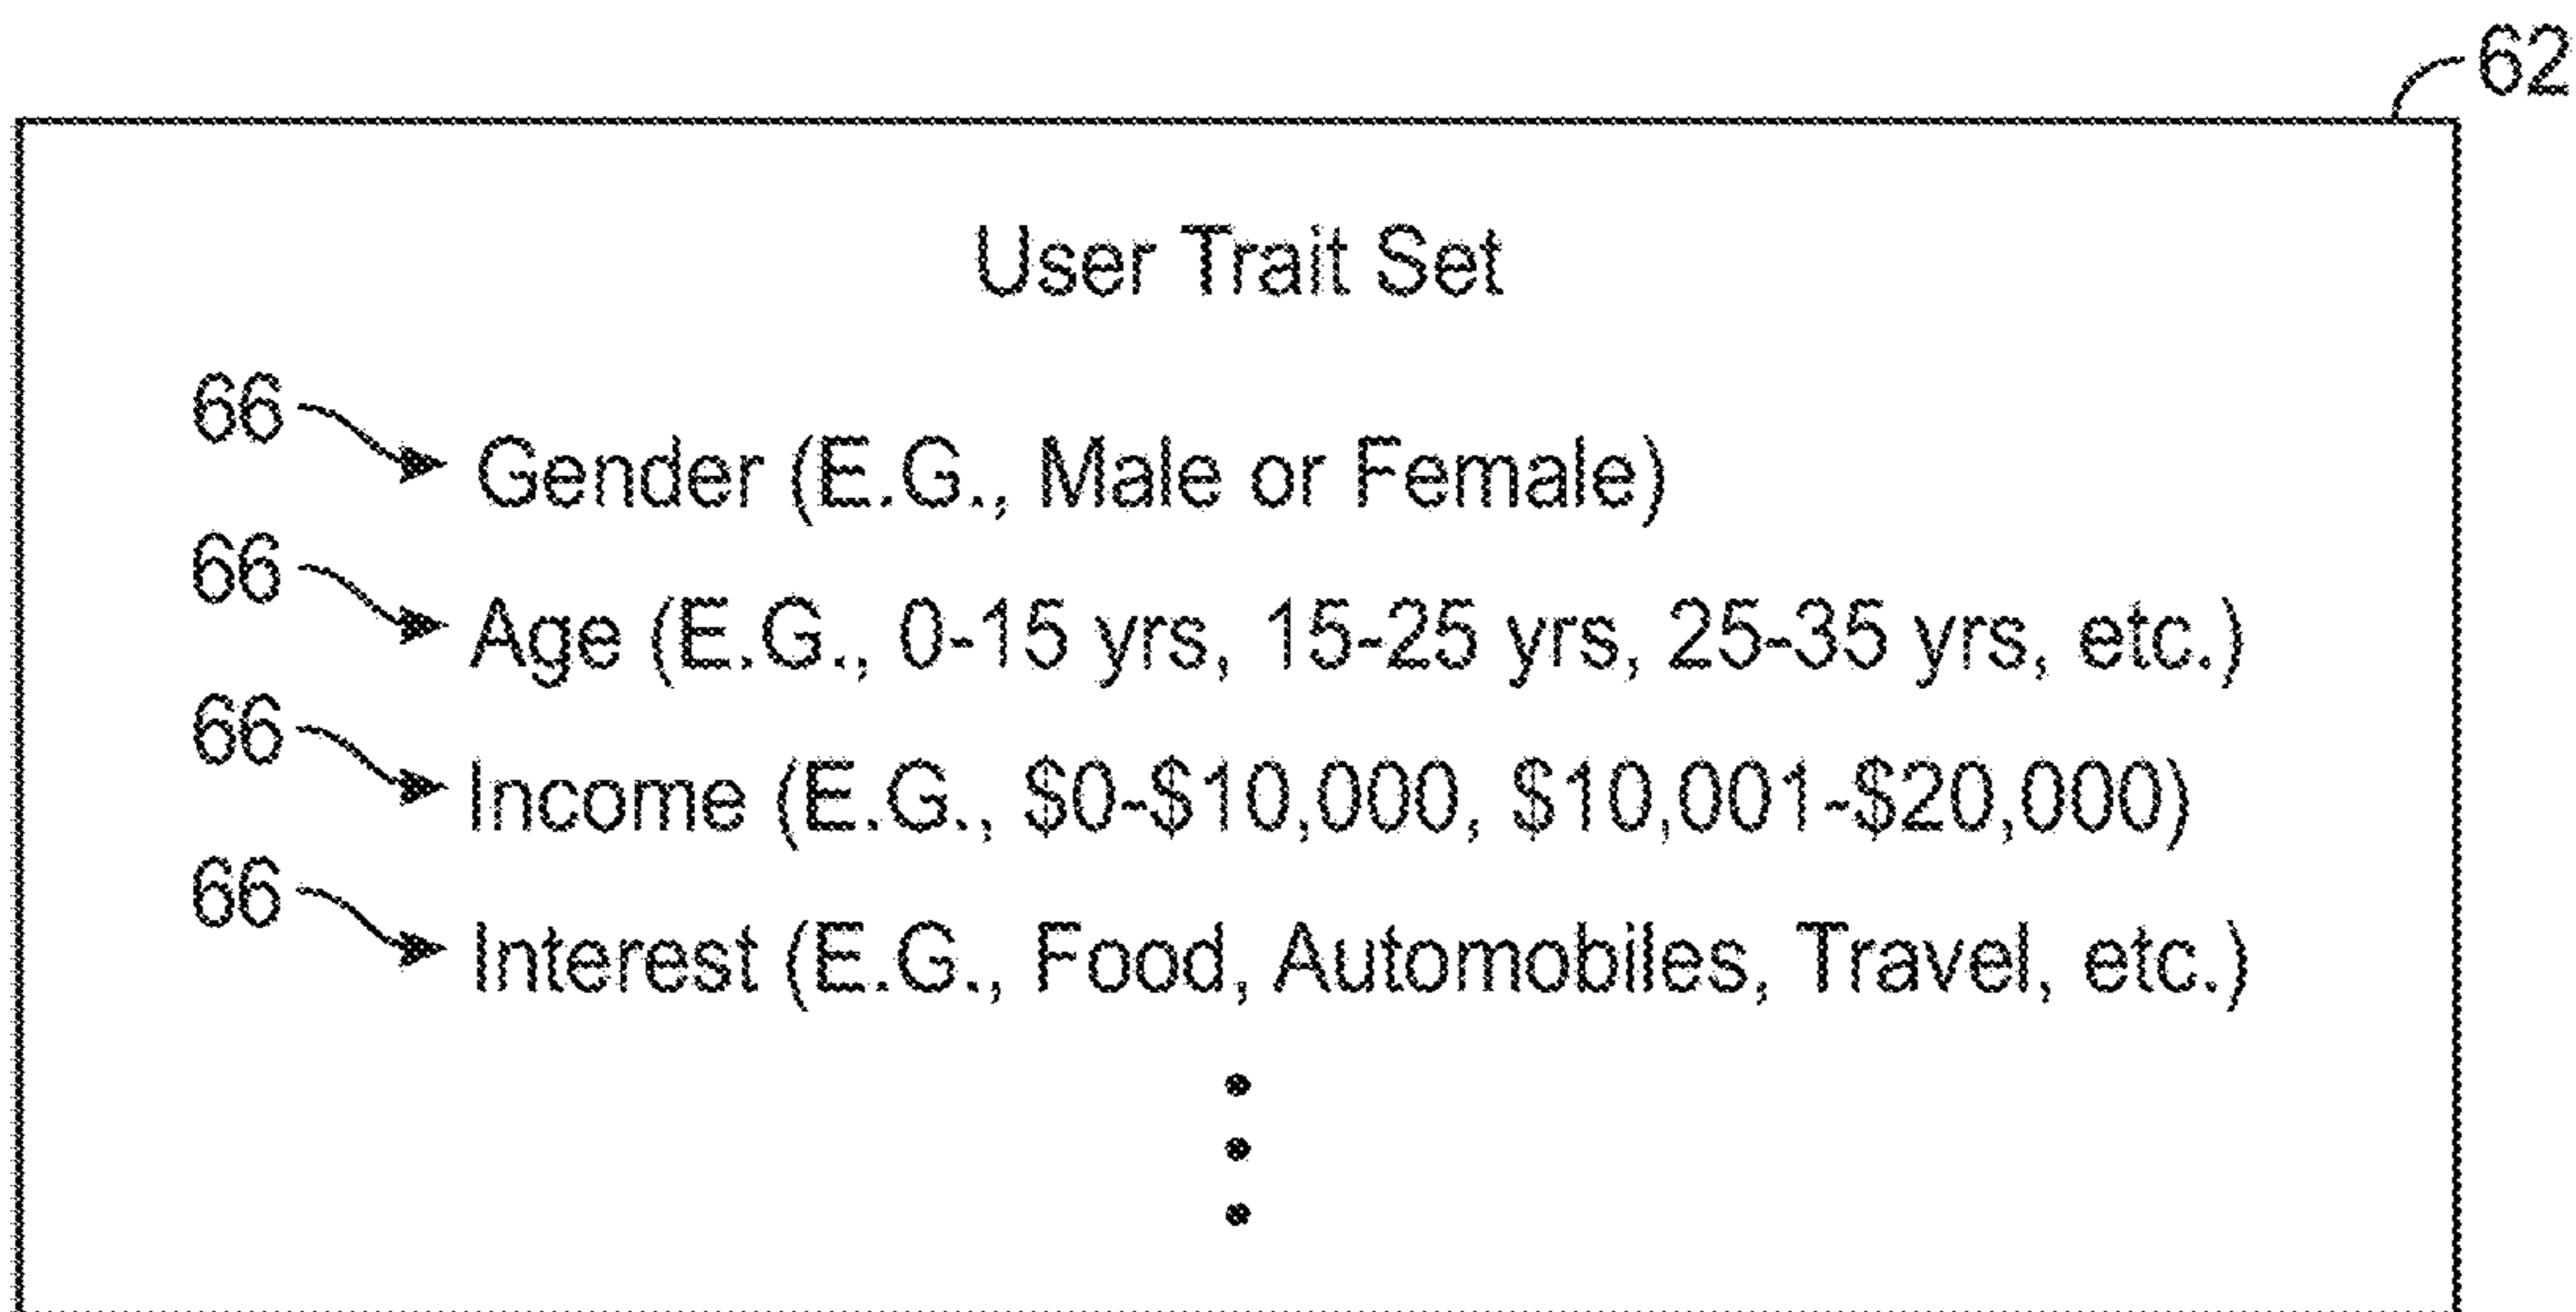 62
User Trait Set
66
Gender (E.G., Male or Female)
66
Age (E.G., 0-15 yrs, 15-25 yrs, 25-35 yrs, etc.)
66
Income (E.G., $0-$10,000, $10,001-$20,000)
66
Interest (E.G., Food, Automobiles, Travel, etc.)